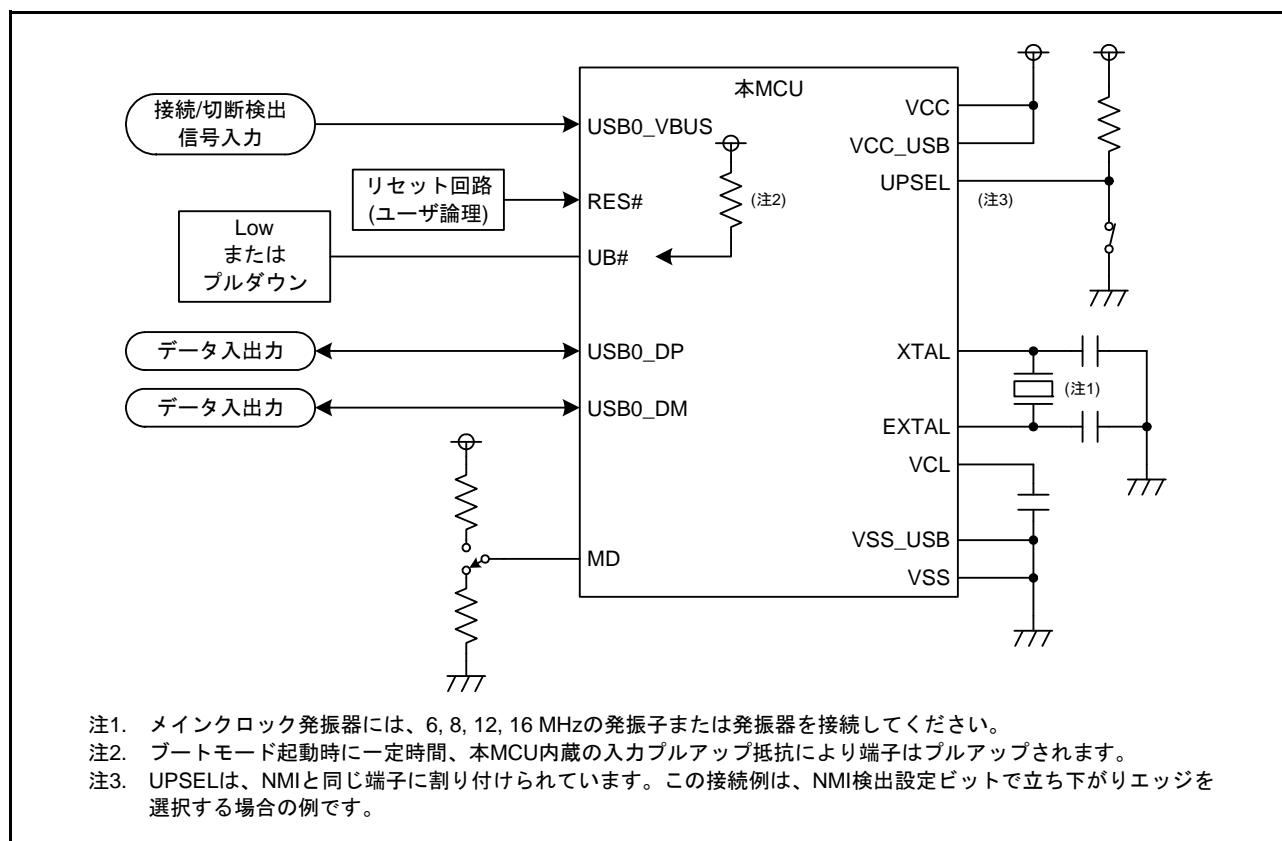 本MCU
接続/切断検出
信号入力
USB0_VBUS
リセット回路
(ユーザ論理)
RES#
(注2)
Low
または
プルダウン
UB#
データ入出力
USB0_DP
データ入出力
USB0_DM
MD
VCC
VCC_USB
UPSEL
(注3)
XTAL
(注1)
EXTAL
VCL
VSS_USB
VSS
注1. メインクロック発振器には、6, 8, 12, 16 MHzの発振子または発振器を接続してください。
注2. ブートモード起動時に一定時間、本MCU内蔵の入力プルアップ抵抗により端子はプルアップされます。
注3. UPSELは、NMIと同じ端子に割り付けられています。この接続例は、NMI検出設定ビットで立ち下がりエッジを
選択する場合の例です。